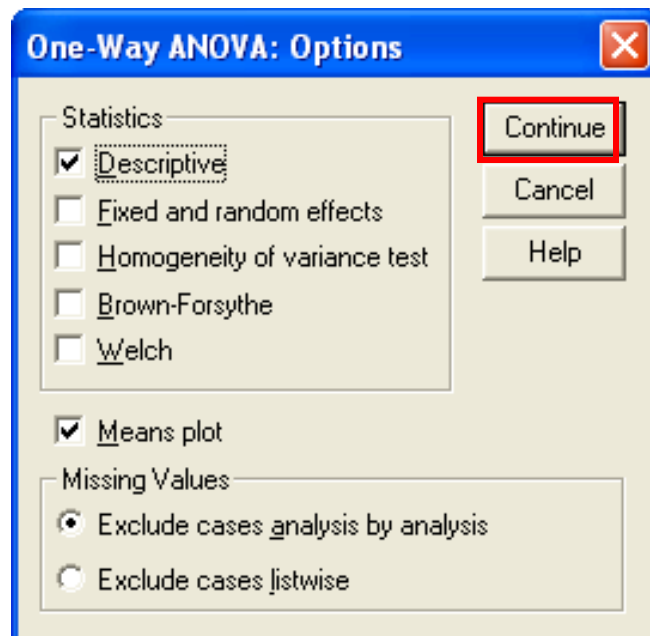 One-Way ANOVA: Options
Statistics
Descriptive
Fixed and random effects
Homogeneity of variance test
Brown-Forsythe
Welch
Continue
Cancel
Help
Means plot
Missing Values
Exclude cases analysis by analysis
Exclude cases listwise